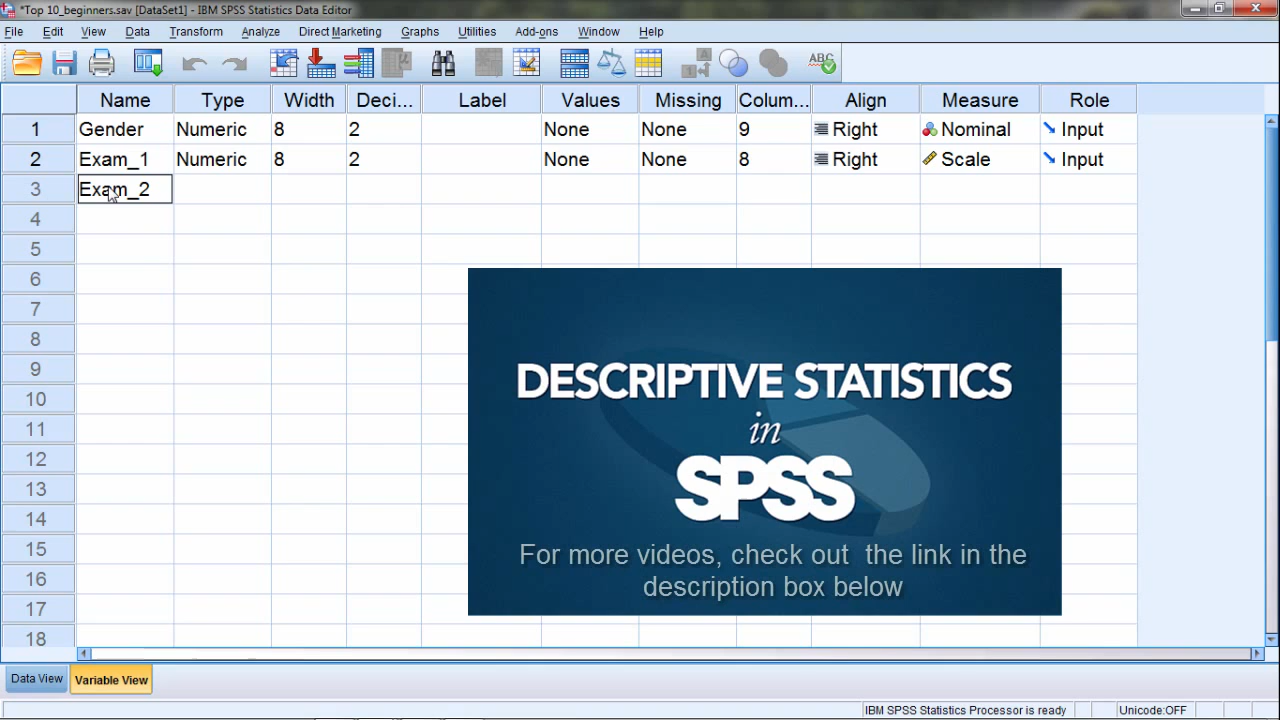 *Top 10_beginners.sav [DataSet1] - IBM SPSS Statistics Data Editor
File Edit View Data Transform Analyze Direct Marketing Graphs Utilities Add-ons Window Help
Name Type Width Deci... Label Values Missing Colum... Align Measure Role
1 Gender Numeric 8 2 None None 9 Right Nominal Input
2 Exam_1 Numeric 8 2 None None 8 Right Scale Input
3 Exam_2
4
5
6
7
8
9
10
11
12
13
14
15
16
17
18
DESCRIPTIVE STATISTICS
in
SPSS
For more videos, check out the link in the
description box below
Data View Variable View
IBM SPSS Statistics Processor is ready Unicode:OFF